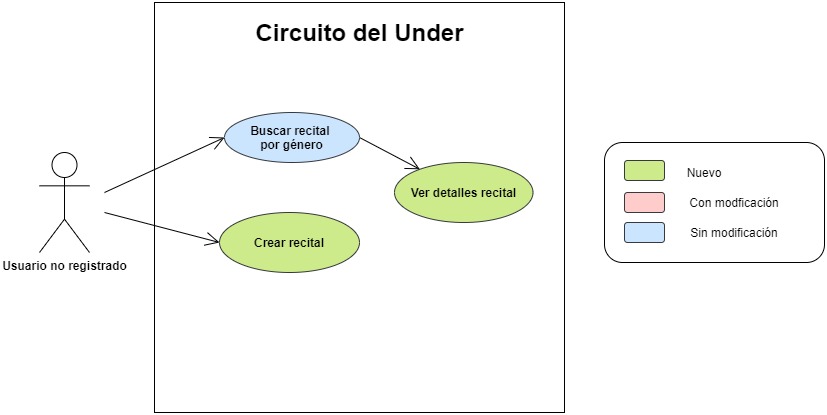 Circuito del Under
Buscar recital
por género
Ver detalles recital
Crear recital
Usuario no registrado
Nuevo
Con modficación
Sin modificación